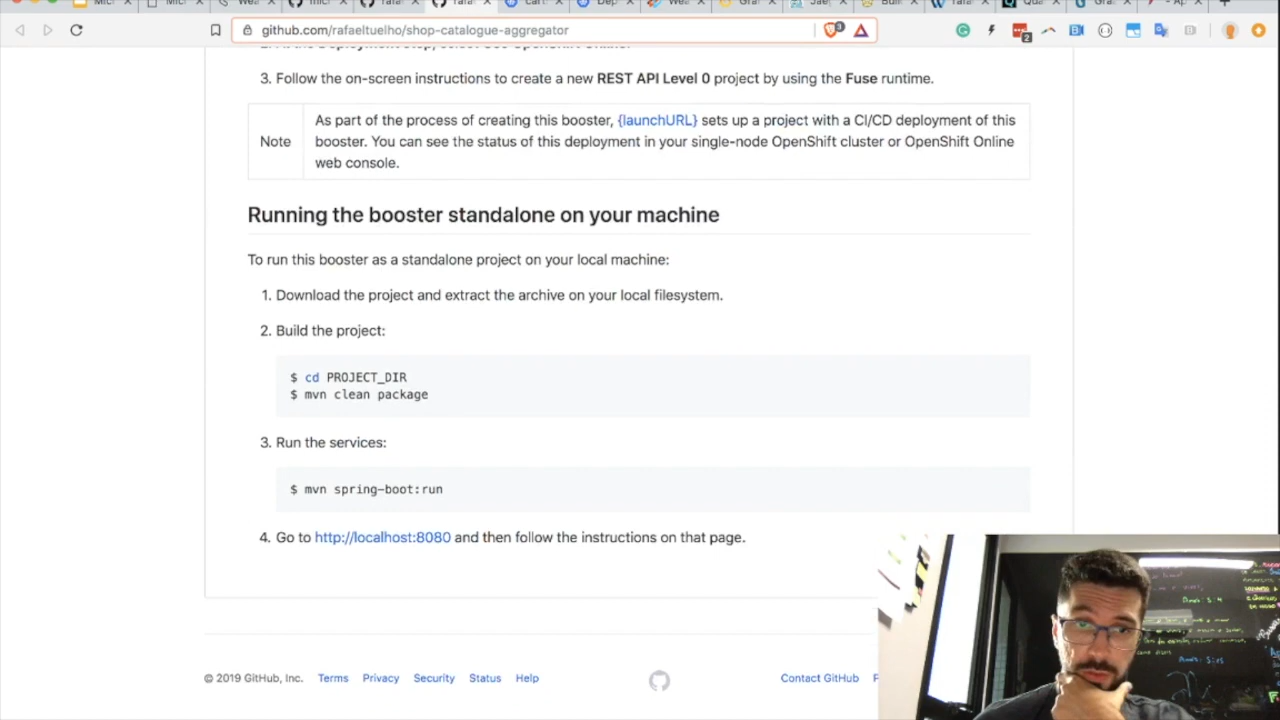 github.com/rafaeltuelho/shop-catalogue-aggregator
3
2
3. Follow the on-screen instructions to create a new REST API Level 0 project by using the Fuse runtime.
Note
As part of the process of creating this booster, {launchURL} sets up a project with a CI/CD deployment of this
booster. You can see the status of this deployment in your single-node OpenShift cluster or OpenShift Online
web console.
Running the booster standalone on your machine
To run this booster as a standalone project on your local machine:
1. Download the project and extract the archive on your local filesystem.
2. Build the project:
$ cd PROJECT_DIR
$ mvn clean package
3. Run the services:
$ mvn spring-boot:run
4. Go to http://localhost:8080 and then follow the instructions on that page.
© 2019 GitHub, Inc. Terms Privacy Security Status Help Contact GitHub